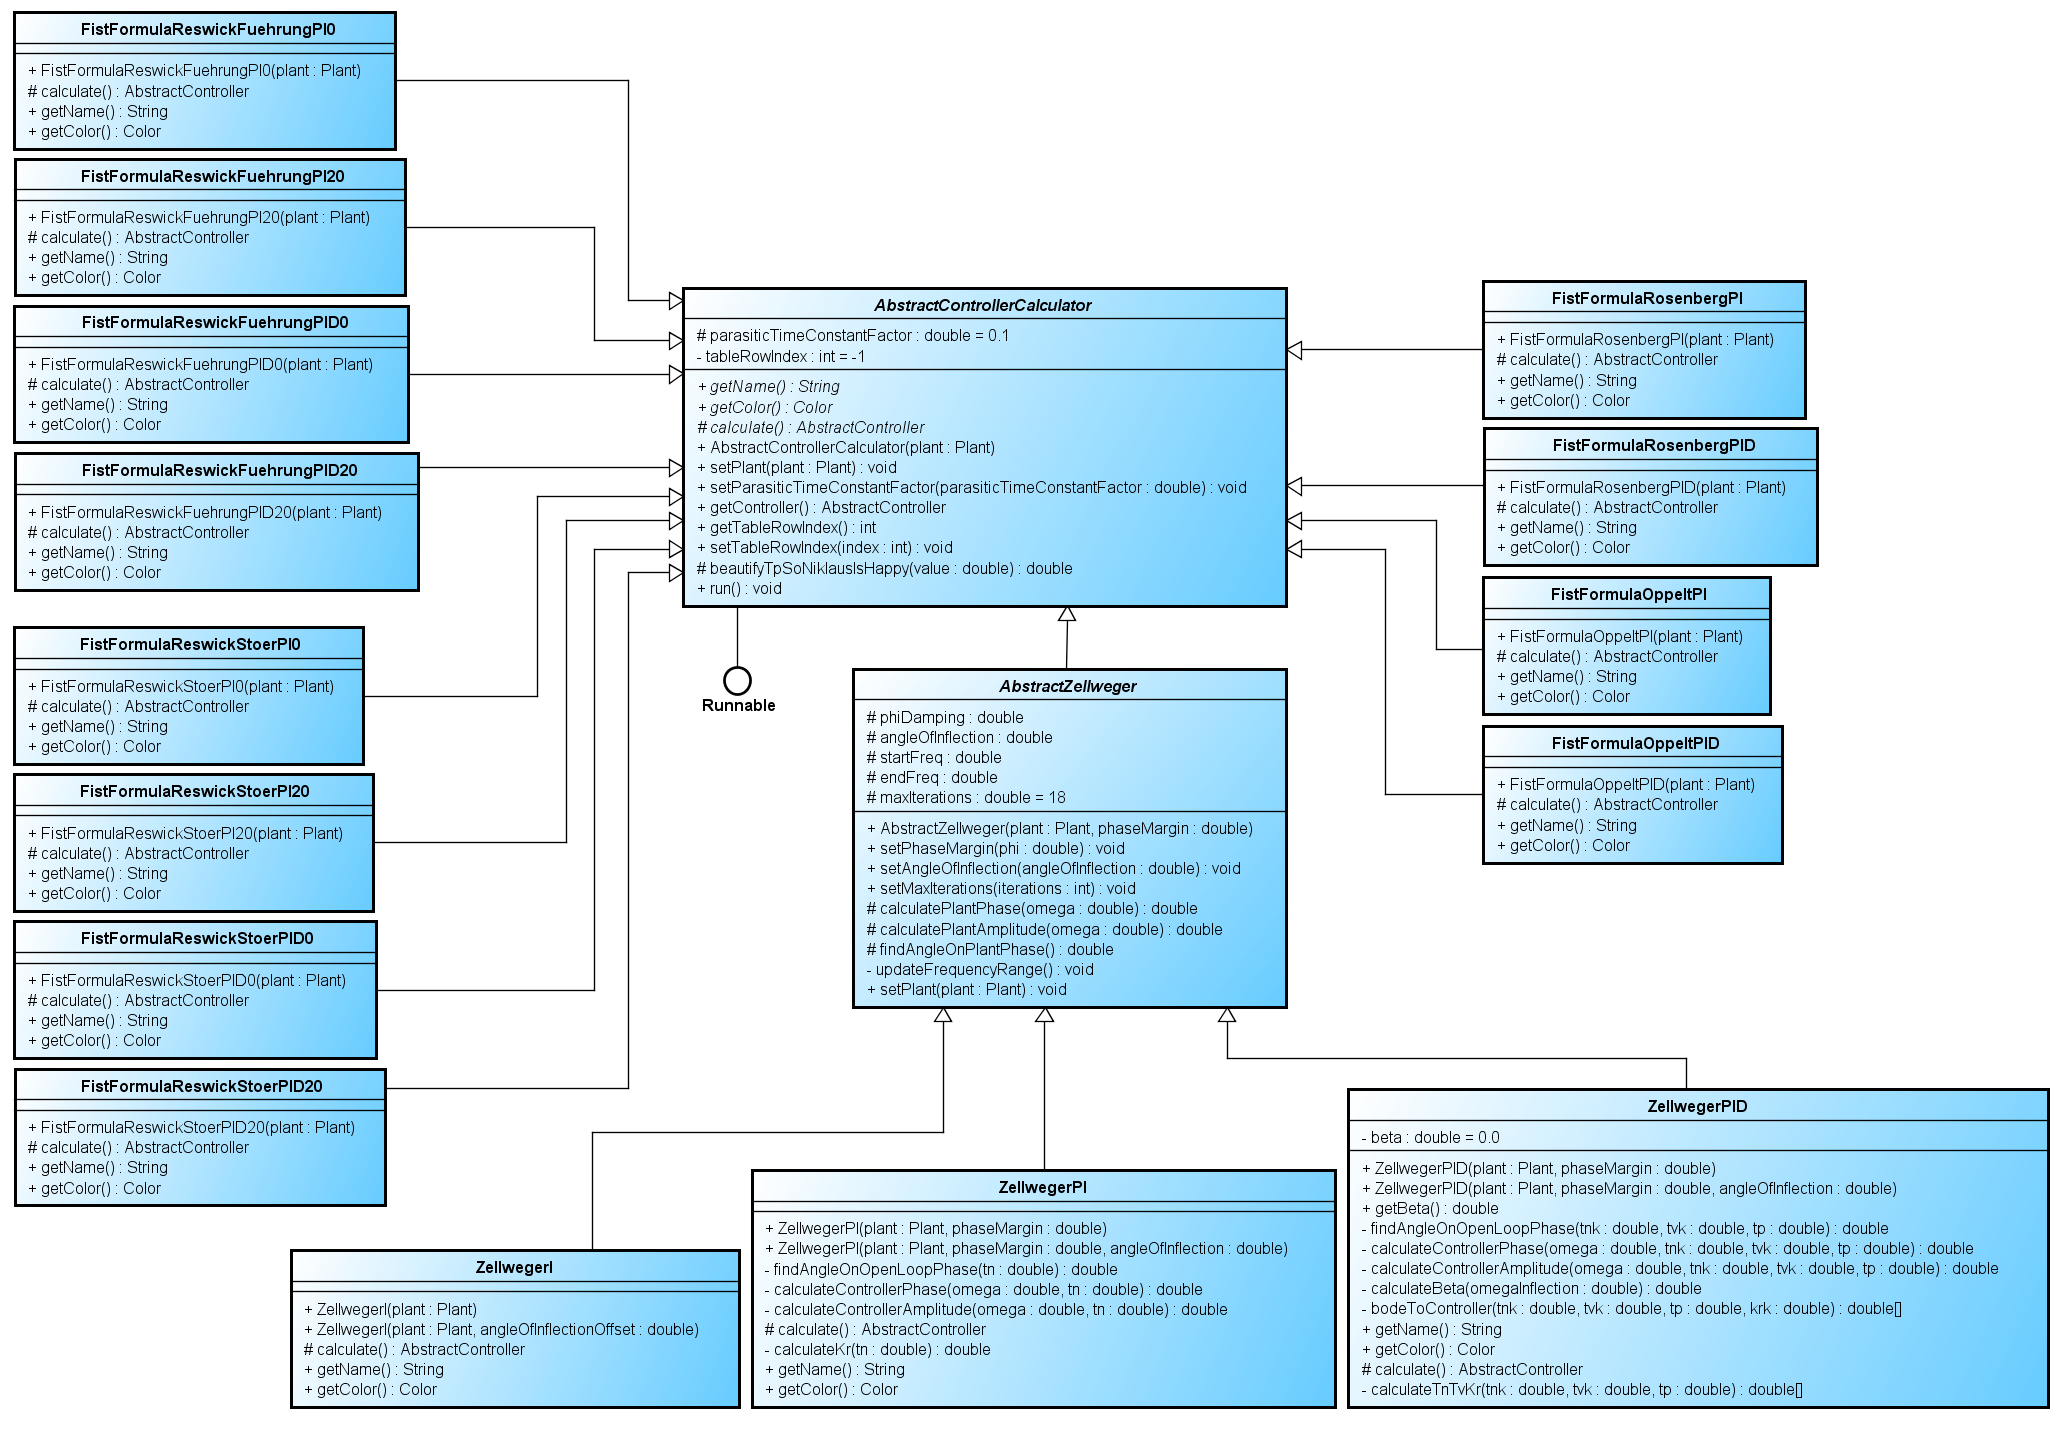 FistFormulaReswickFuehrungPI0
+ FistFormulaReswickFuehrungPI0(plant : Plant)
# calculate() : AbstractController
+ getName() : String
+ getColor() : Color
FistFormulaReswickFuehrungPI20
+ FistFormulaReswickFuehrungPI20(plant : Plant)
# calculate() : AbstractController
+ getName() : String
+ getColor() : Color
FistFormulaReswickFuehrungPID0
+ FistFormulaReswickFuehrungPID0(plant : Plant)
# calculate() : AbstractController
+ getName() : String
+ getColor() : Color
FistFormulaReswickFuehrungPID20
+ FistFormulaReswickFuehrungPID20(plant : Plant)
# calculate() : AbstractController
+ getName() : String
+ getColor() : Color
FistFormulaReswickStoerPI0
+ FistFormulaReswickStoerPI0(plant : Plant)
# calculate() : AbstractController
+ getName() : String
+ getColor() : Color
FistFormulaReswickStoerPI20
+ FistFormulaReswickStoerPI20(plant : Plant)
# calculate() : AbstractController
+ getName() : String
+ getColor() : Color
FistFormulaReswickStoerPID0
+ FistFormulaReswickStoerPID0(plant : Plant)
# calculate() : AbstractController
+ getName() : String
+ getColor() : Color
FistFormulaReswickStoerPID20
+ FistFormulaReswickStoerPID20(plant : Plant)
# calculate() : AbstractController
+ getName() : String
+ getColor() : Color
AbstractControllerCalculator
# parasiticTimeConstantFactor : double = 0.1
- tableRowIndex : int = -1
+ getName() : String
+ getColor() : Color
# calculate() : AbstractController
+ AbstractControllerCalculator(plant : Plant)
+ setPlant(plant : Plant) : void
+ setParasiticTimeConstantFactor(parasiticTimeConstantFactor : double) : void
+ getController() : AbstractController
+ getTableRowIndex() : int
+ setTableRowIndex(index : int) : void
# beautifyTpSoNiklausIsHappy(value : double) : double
+ run() : void
Runnable
AbstractZellweger
# phiDamping : double
# angleOfInflection : double
# startFreq : double
# endFreq : double
# maxIterations : double = 18
+ AbstractZellweger(plant : Plant, phaseMargin : double)
+ setPhaseMargin(phi : double) : void
+ setAngleOfInflection(angleOfInflection : double) : void
+ setMaxIterations(iterations : int) : void
# calculatePlantPhase(omega : double) : double
# calculatePlantAmplitude(omega : double) : double
# findAngleOnPlantPhase() : double
- updateFrequencyRange() : void
+ setPlant(plant : Plant) : void
FistFormulaRosenbergPI
+ FistFormulaRosenbergPI(plant : Plant)
# calculate() : AbstractController
+ getName() : String
+ getColor() : Color
FistFormulaRosenbergPID
+ FistFormulaRosenbergPID(plant : Plant)
# calculate() : AbstractController
+ getName() : String
+ getColor() : Color
FistFormulaOppeltPI
+ FistFormulaOppeltPI(plant : Plant)
# calculate() : AbstractController
+ getName() : String
+ getColor() : Color
FistFormulaOppeltPID
+ FistFormulaOppeltPID(plant : Plant)
# calculate() : AbstractController
+ getName() : String
+ getColor() : Color
ZellwegerI
+ ZellwegerI(plant : Plant)
+ ZellwegerI(plant : Plant, angleOfInflectionOffset : double)
# calculate() : AbstractController
+ getName() : String
+ getColor() : Color
ZellwegerPI
+ ZellwegerPI(plant : Plant, phaseMargin : double)
+ ZellwegerPI(plant : Plant, phaseMargin : double, angleOfInflection : double)
- findAngleOnOpenLoopPhase(tn : double) : double
- calculateControllerPhase(omega : double, tn : double) : double
- calculateControllerAmplitude(omega : double, tn : double) : double
# calculate() : AbstractController
- calculateKr(tn : double) : double
+ getName() : String
+ getColor() : Color
ZellwegerPID
- beta : double = 0.0
+ ZellwegerPID(plant : Plant, phaseMargin : double)
+ ZellwegerPID(plant : Plant, phaseMargin : double, angleOfInflection : double)
+ getBeta() : double
- findAngleOnOpenLoopPhase(tnk : double, tvk : double, tp : double) : double
- calculateControllerPhase(omega : double, tnk : double, tvk : double, tp : double) : double
- calculateControllerAmplitude(omega : double, tnk : double, tvk : double, tp : double) : double
- calculateBeta(omegaInflection : double) : double
- bodeToController(tnk : double, tvk : double, tp : double, krk : double) : double[]
+ getName() : String
+ getColor() : Color
# calculate() : AbstractController
- calculateTnTvKr(tnk : double, tvk : double, tp : double) : double[]